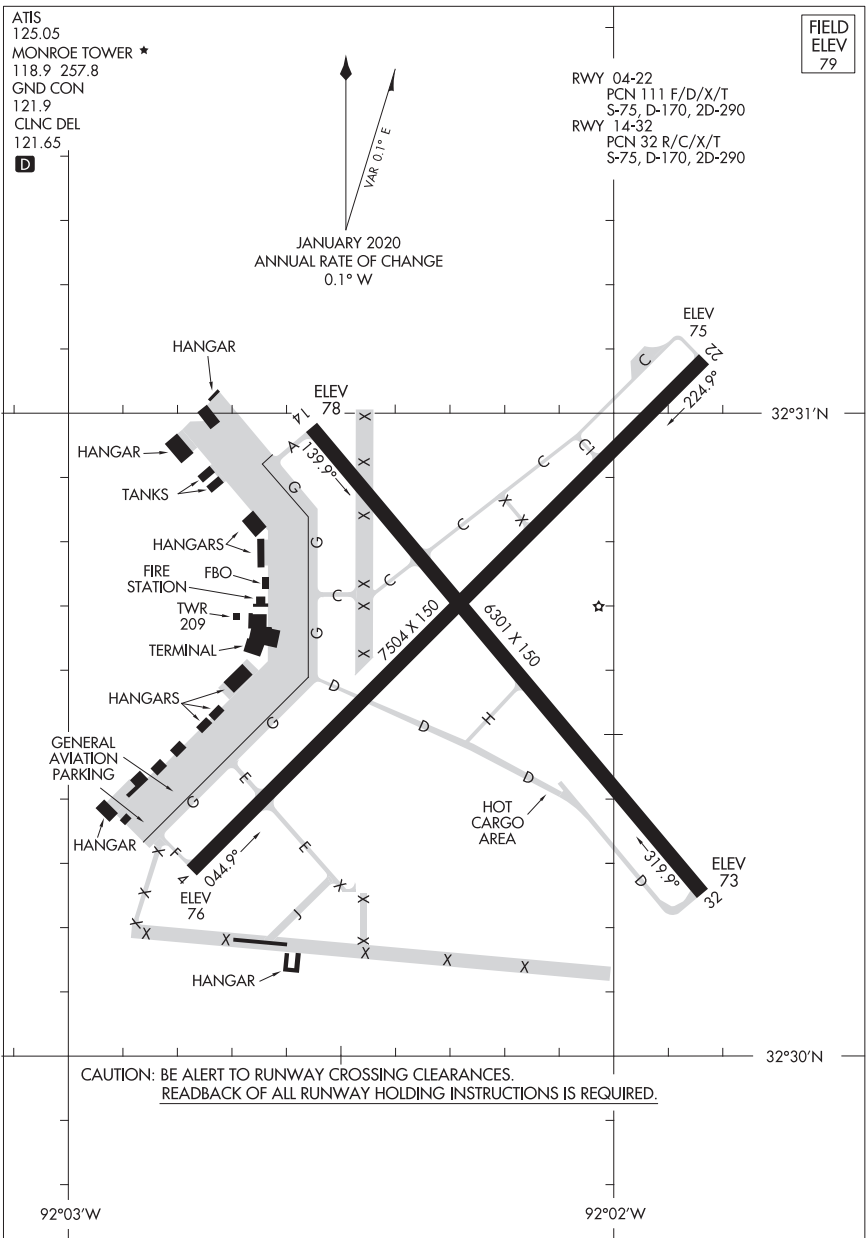 ATIS
125.05
MONROE TOWER ★
118.9 257.8
GND CON
121.9
CLNC DEL
121.65
D
FIELD
ELEV
79
RWY 04-22
PCN 111 F/D/X/T
S-75, D-170, 2D-290
RWY 14-32
PCN 32 R/C/X/T
S-75, D-170, 2D-290
VAR 0.1° E
JANUARY 2020
ANNUAL RATE OF CHANGE
0.1° W
ELEV
75
22
224.9°
C
HANGAR
ELEV
78
14
139.9°
X
32°31'N
A
HANGAR
G
X
C
C1
TANKS
X
C
X
X
HANGARS
G
FIRE
STATION
FBO
X
C
C
X
TWR
209
G
7504 X 150
6301 X 150
TERMINAL
X
D
HANGARS
G
D
H
GENERAL
AVIATION
PARKING
E
D
G
HOT
CARGO
AREA
HANGAR
F
X
4
044.9°
ELEV
76
E
X
X
319.9°
D
ELEV
73
32
X
J
X
X
X
X
X
X
X
HANGAR
32°30'N
CAUTION: BE ALERT TO RUNWAY CROSSING CLEARANCES.
READBACK OF ALL RUNWAY HOLDING INSTRUCTIONS IS REQUIRED.
92°03'W
92°02'W